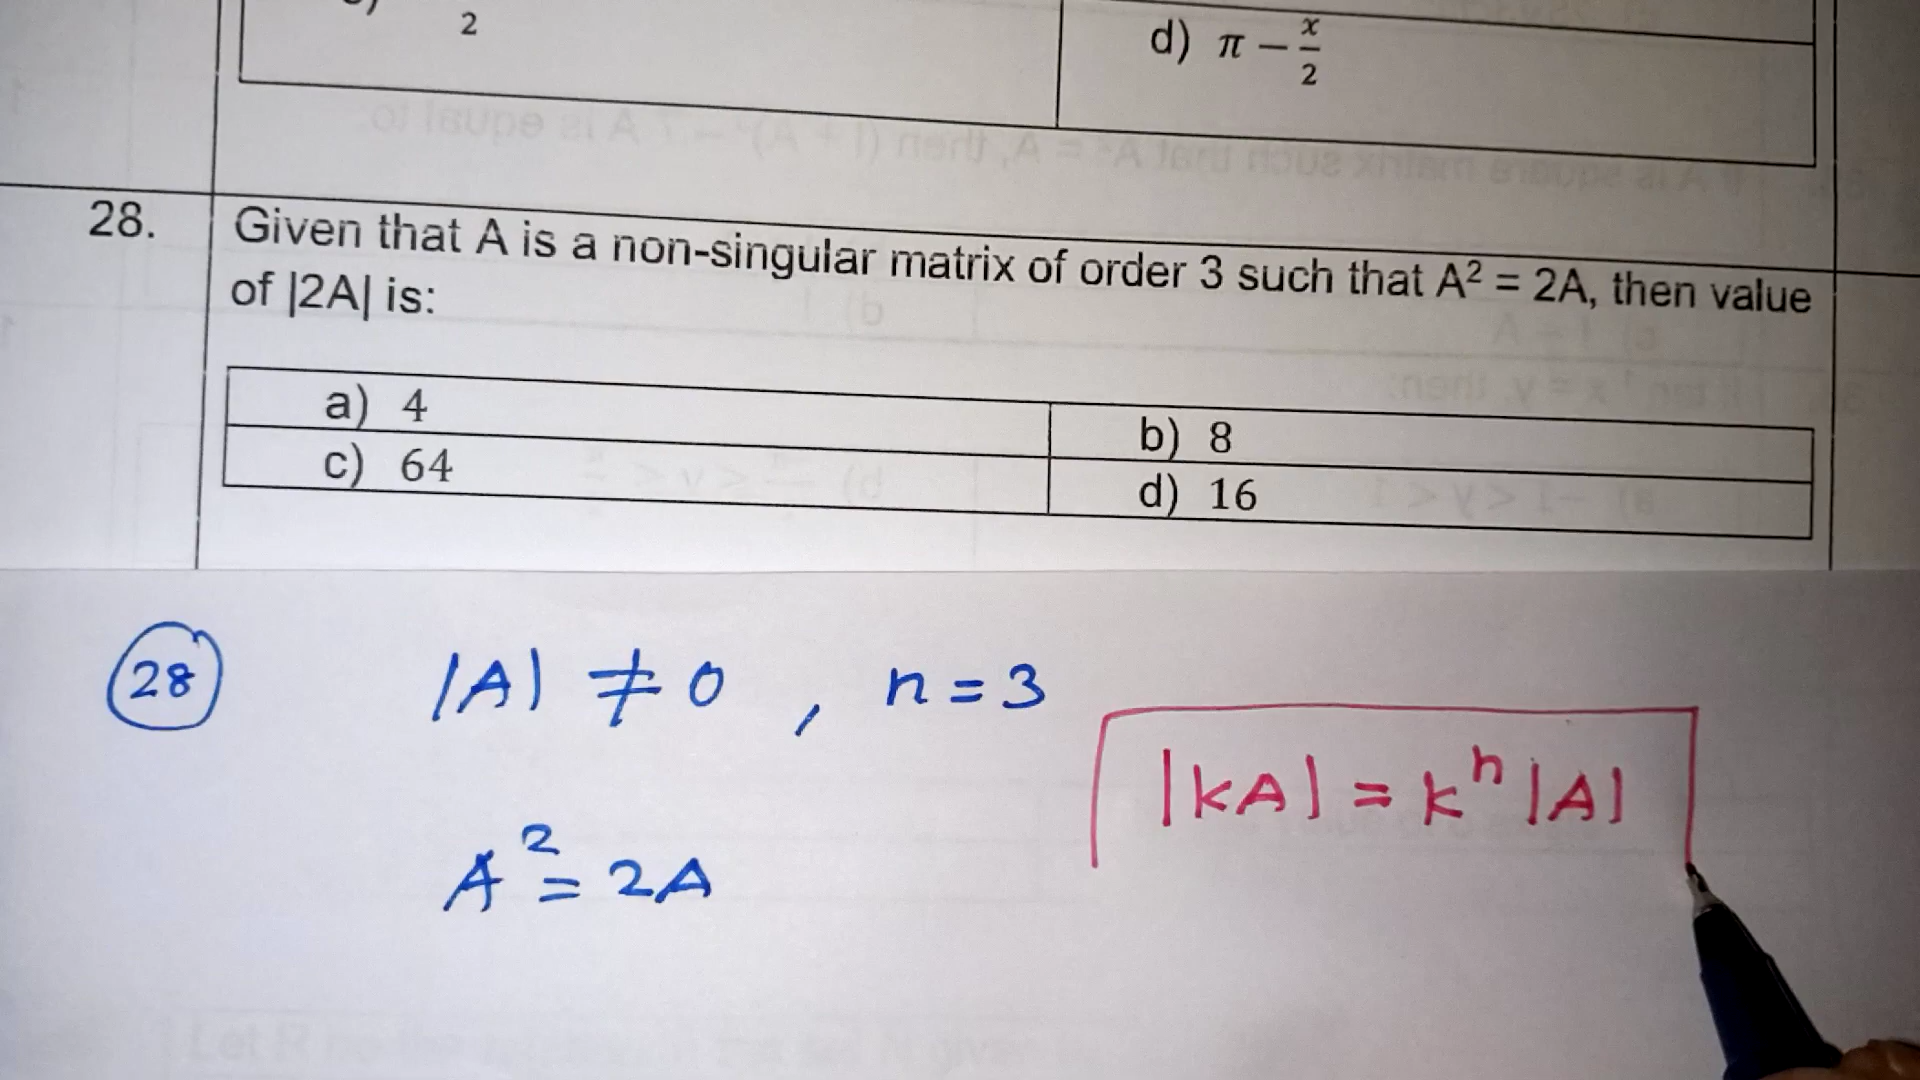 2
d) π − x/2
28.
Given that A is a non-singular matrix of order 3 such that A² = 2A, then value
of |2A| is:
a) 4
b) 8
c) 64
d) 16
28
|A| ≠ 0 , n = 3
|kA| = kⁿ |A|
A² = 2A